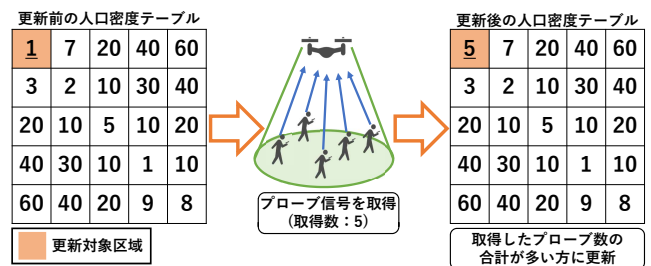 更新前の人口密度テーブル
1 7 20 40 60
3 2 10 30 40
20 10 5 10 20
40 30 10 1 10
60 40 20 9 8
更新対象区域
プローブ信号を取得
(取得数：5)
更新後の人口密度テーブル
5 7 20 40 60
3 2 10 30 40
20 10 5 10 20
40 30 10 1 10
60 40 20 9 8
取得したプローブ数の
合計が多い方に更新